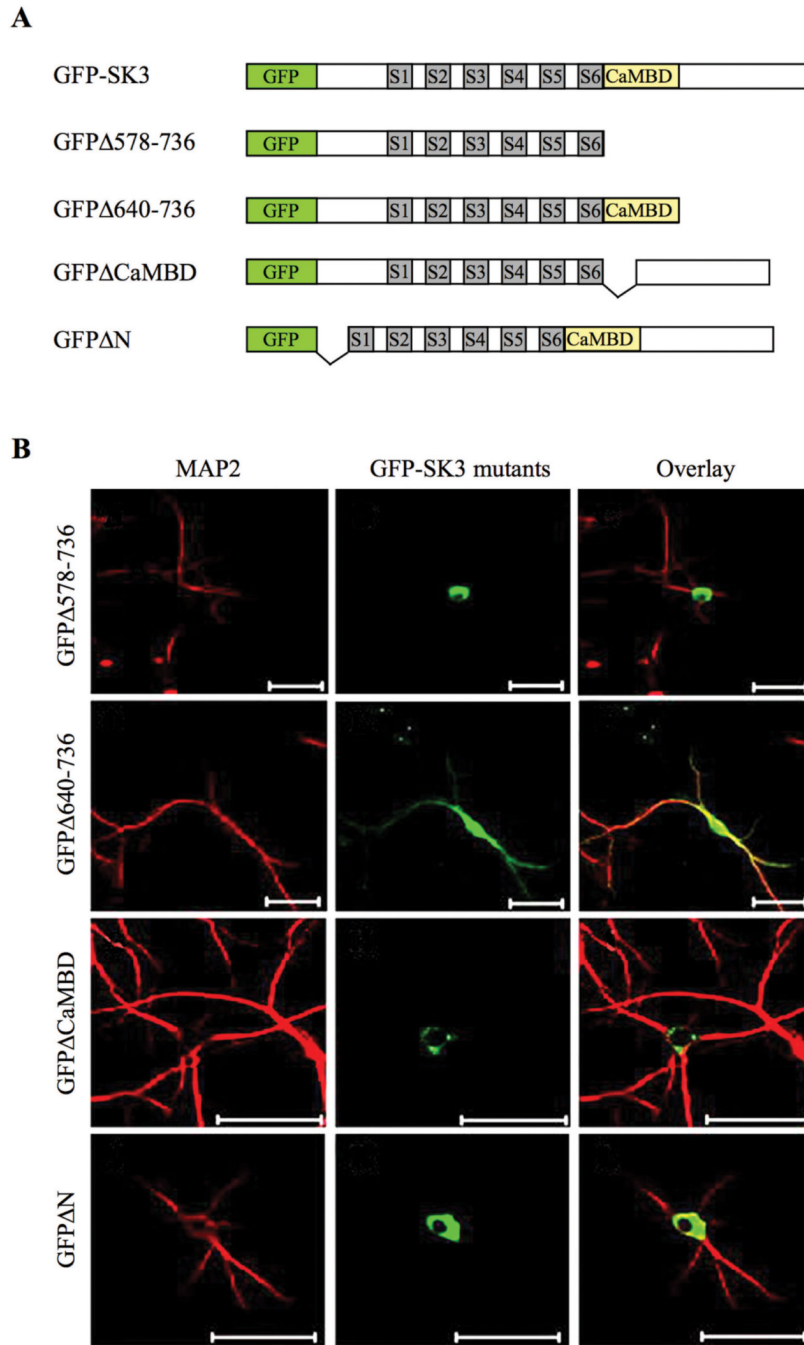 A
GFP-SK3 GFP S1 S2 S3 S4 S5 S6 CaMBD
GFPΔ578-736 GFP S1 S2 S3 S4 S5 S6
GFPΔ640-736 GFP S1 S2 S3 S4 S5 S6 CaMBD
GFPΔCaMBD GFP S1 S2 S3 S4 S5 S6
GFPΔN GFP S1 S2 S3 S4 S5 S6 CaMBD
B
MAP2 GFP-SK3 mutants Overlay
GFPΔ578-736
GFPΔ640-736
GFPΔCaMBD
GFPΔN